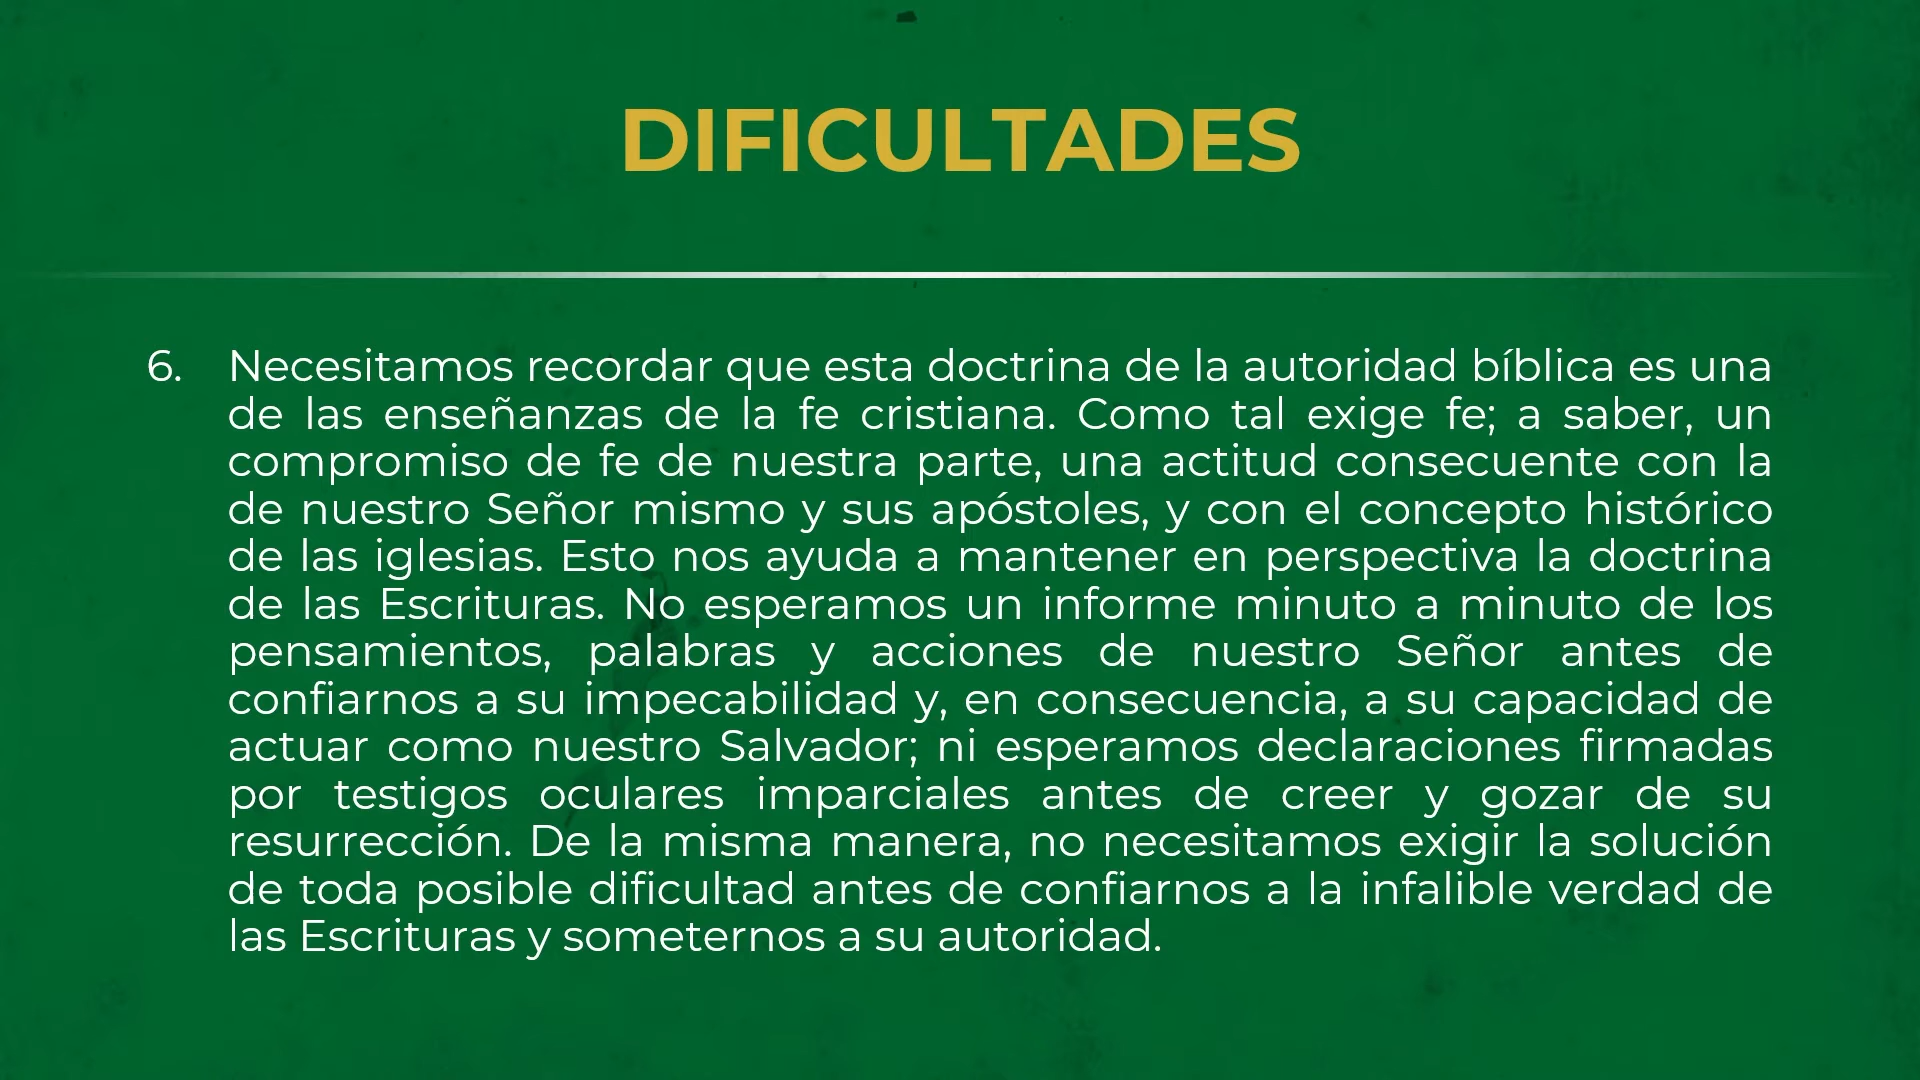 DIFICULTADES
6. Necesitamos recordar que esta doctrina de la autoridad bíblica es una
de las enseñanzas de la fe cristiana. Como tal exige fe; a saber, un
compromiso de fe de nuestra parte, una actitud consecuente con la
de nuestro Señor mismo y sus apóstoles, y con el concepto histórico
de las iglesias. Esto nos ayuda a mantener en perspectiva la doctrina
de las Escrituras. No esperamos un informe minuto a minuto de los
pensamientos, palabras y acciones de nuestro Señor antes de
confiarnos a su impecabilidad y, en consecuencia, a su capacidad de
actuar como nuestro Salvador; ni esperamos declaraciones firmadas
por testigos oculares imparciales antes de creer y gozar de su
resurrección. De la misma manera, no necesitamos exigir la solución
de toda posible dificultad antes de confiarnos a la infalible verdad de
las Escrituras y someternos a su autoridad.